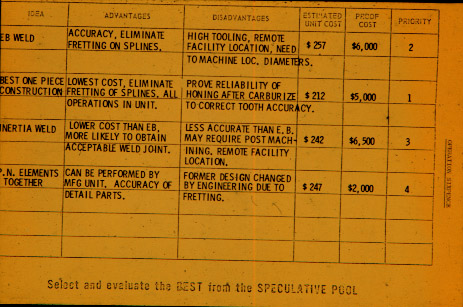 IDEA ADVANTAGES DISADVANTAGES ESTIMATED UNIT COST PROOF COST PRIORITY
EB WELD ACCURACY, ELIMINATE FRETTING ON SPLINES. HIGH TOOLING, REMOTE FACILITY LOCATION, NEED TO MACHINE LOC. DIAMETERS. $257 $6,000 2
BEST ONE PIECE CONSTRUCTION LOWEST COST, ELIMINATE FRETTING OF SPLINES. ALL OPERATIONS IN UNIT. PROVE RELIABILITY OF HONING AFTER CARBURIZE TO CORRECT TOOTH ACCURACY. $212 $5,000 1
INERTIA WELD LOWER COST THAN EB, MORE LIKELY TO OBTAIN ACCEPTABLE WELD JOINT. LESS ACCURATE THAN E.B. MAY REQUIRE POST MACHINING. REMOTE FACILITY LOCATION. $242 $6,500 3
P.N. ELEMENTS TOGETHER CAN BE PERFORMED BY MFG UNIT. ACCURACY OF DETAIL PARTS. FORMER DESIGN CHANGED BY ENGINEERING DUE TO FRETTING. $247 $2,000 4
Select and evaluate the BEST from the SPECULATIVE POOL